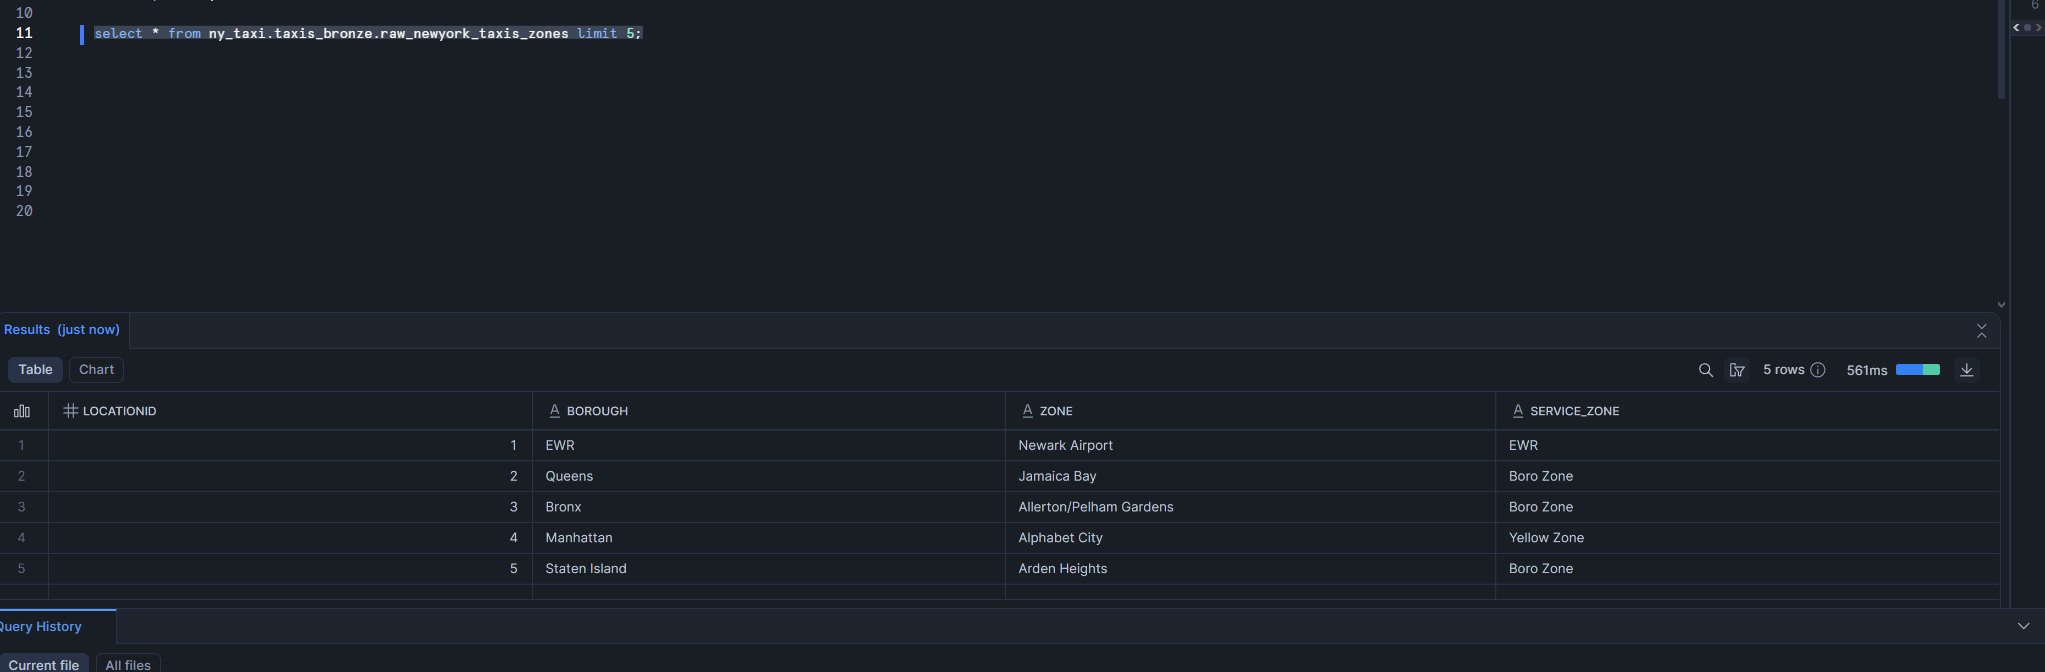 6
10
11 select * from ny_taxi.taxis_bronze.raw_newyork_taxis_zones limit 5;
12
13
14
15
16
17
18
19
20
Results (just now)
Table Chart 5 rows 561ms
LOCATIONID BOROUGH ZONE SERVICE_ZONE
1 1 EWR Newark Airport EWR
2 2 Queens Jamaica Bay Boro Zone
3 3 Bronx Allerton/Pelham Gardens Boro Zone
4 4 Manhattan Alphabet City Yellow Zone
5 5 Staten Island Arden Heights Boro Zone
Query History
Current file All files